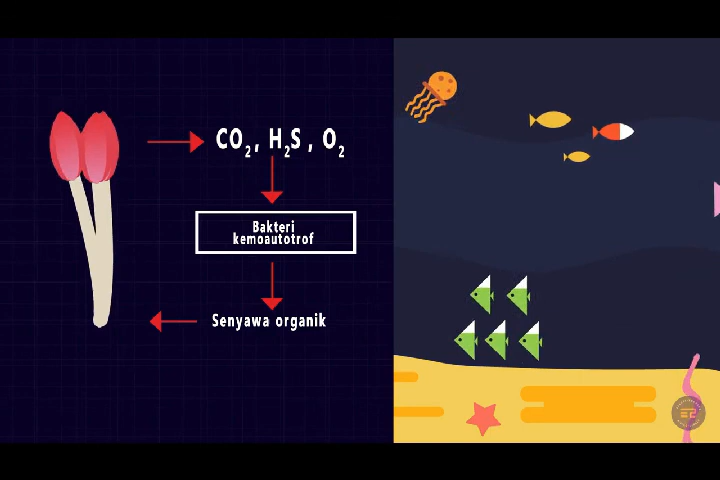 CO₂, H₂S, O₂
Bakteri
kemoautotrof
Senyawa organik